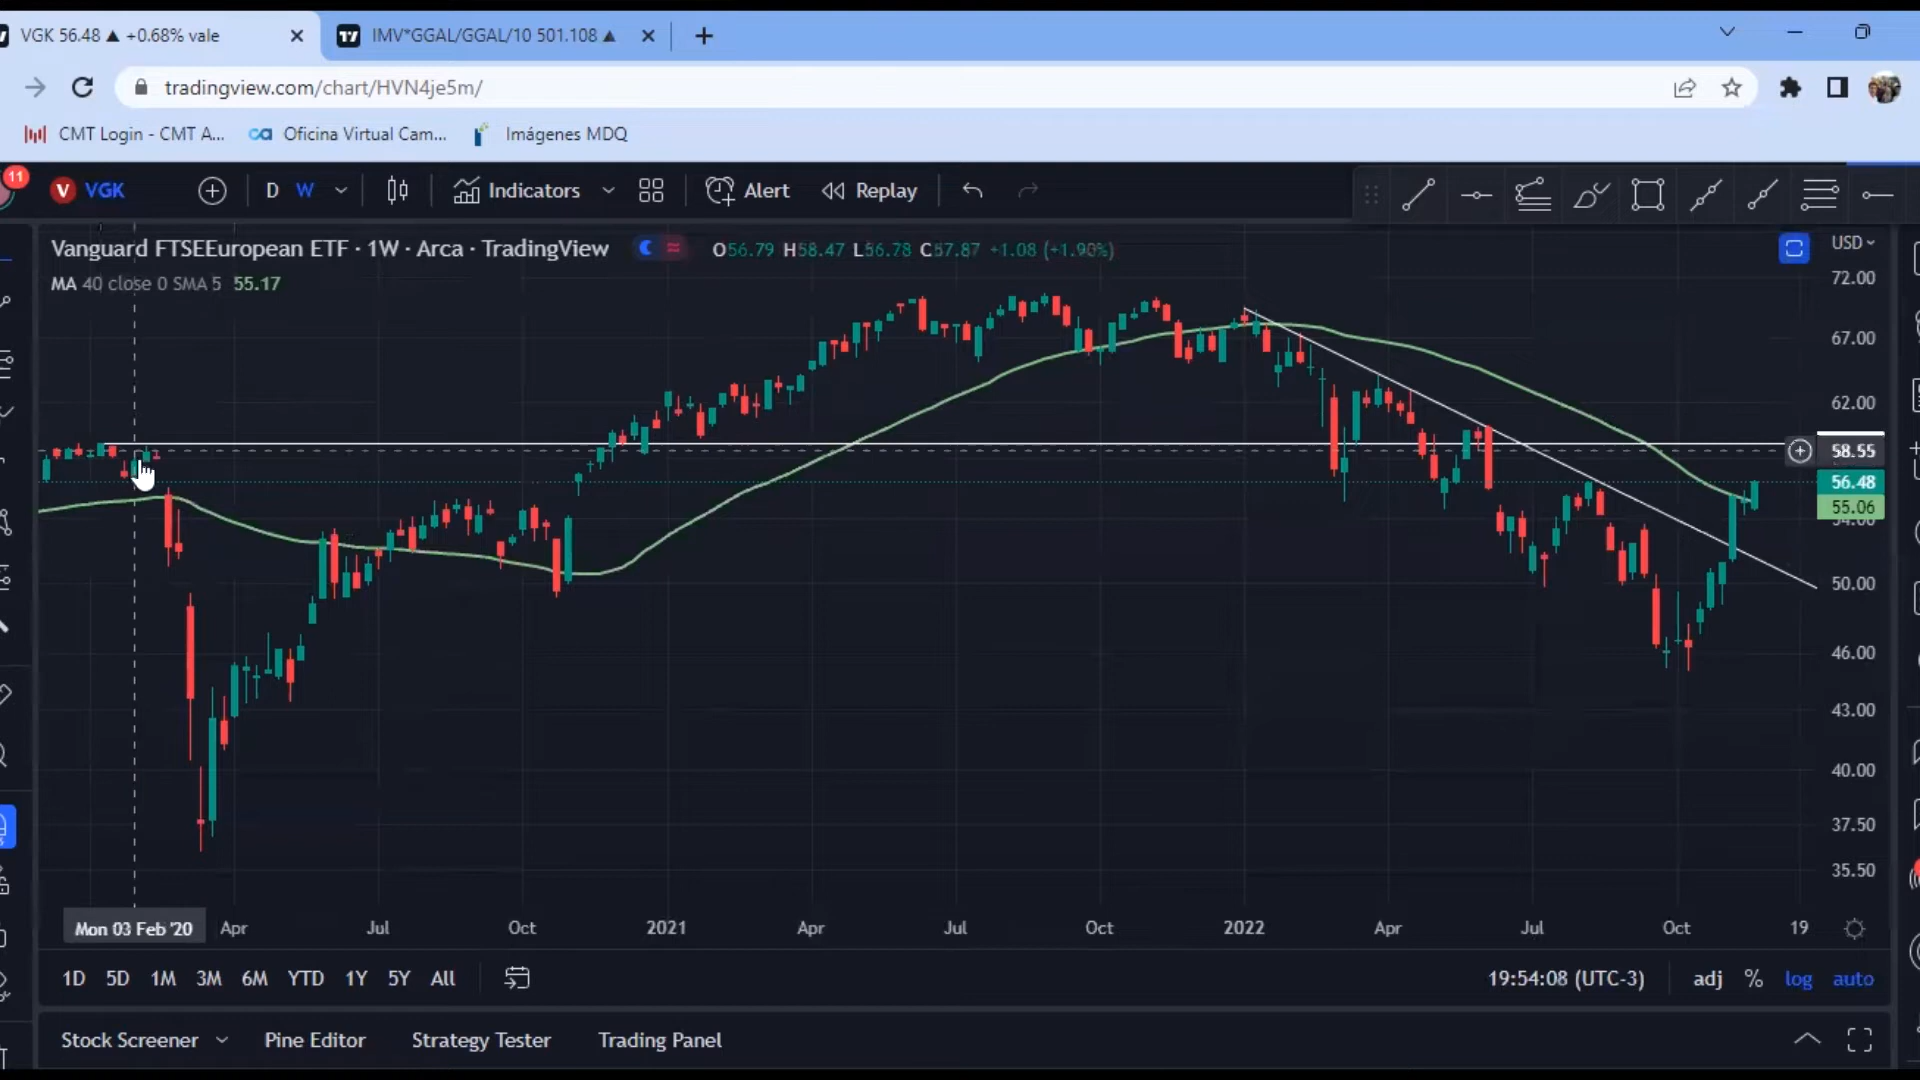 VGK 56.48 ▲ +0.68% vale
IMV*GGAL/GGAL/10 501.108 ▲
tradingview.com/chart/HVN4je5m/
CMT Login - CMT A...
Oficina Virtual Cam...
Imágenes MDQ
11
V VGK
D W
Indicators
Alert
Replay
Vanguard FTSEEuropean ETF · 1W · Arca · TradingView
O56.79 H58.47 L56.78 C57.87 +1.08 (+1.90%)
USD
MA 40 close 0 SMA 5 55.17
72.00
67.00
62.00
58.55
56.48
55.06
54.00
50.00
46.00
43.00
40.00
37.50
35.50
Mon 03 Feb '20 Apr Jul Oct 2021 Apr Jul Oct 2022 Apr Jul Oct 19
1D 5D 1M 3M 6M YTD 1Y 5Y All
19:54:08 (UTC-3) adj % log auto
Stock Screener Pine Editor Strategy Tester Trading Panel